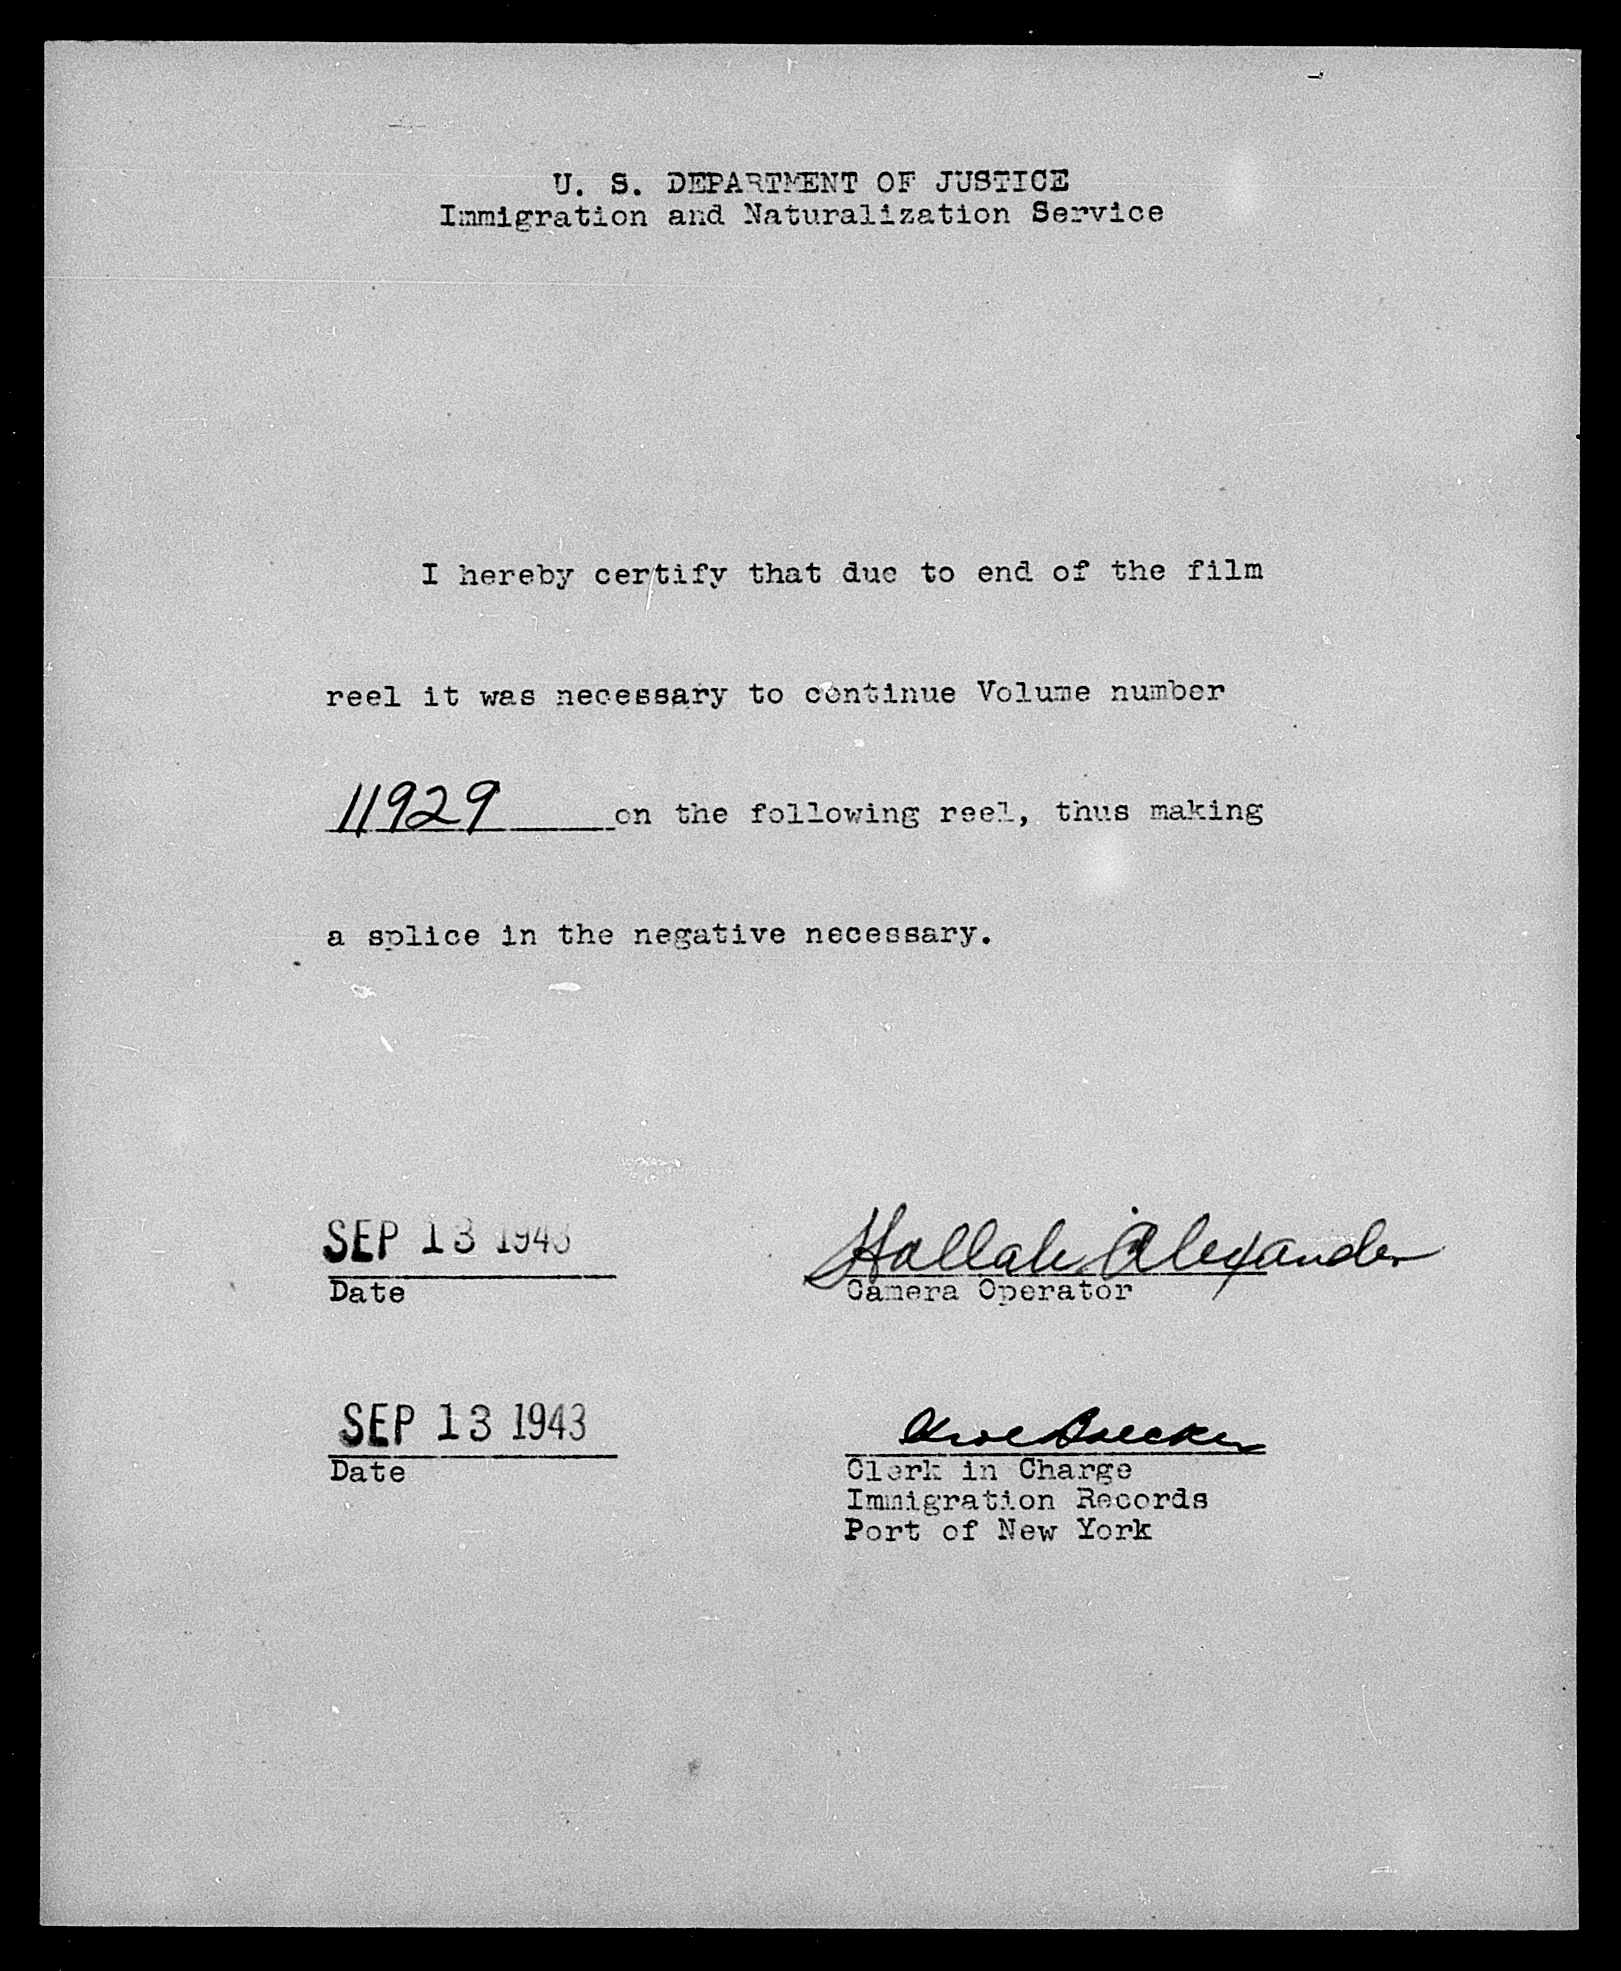 U. S. DEPARTMENT OF JUSTICE
Immigration and Naturalization Service
I hereby certify that due to end of the film
reel it was necessary to continue Volume number
11929 on the following reel, thus making
a splice in the negative necessary.
SEP 13 1943
Alexander
Date
Camera Operator
SEP 13 1943
Date
Clerk in Charge
Immigration Records
Port of New York